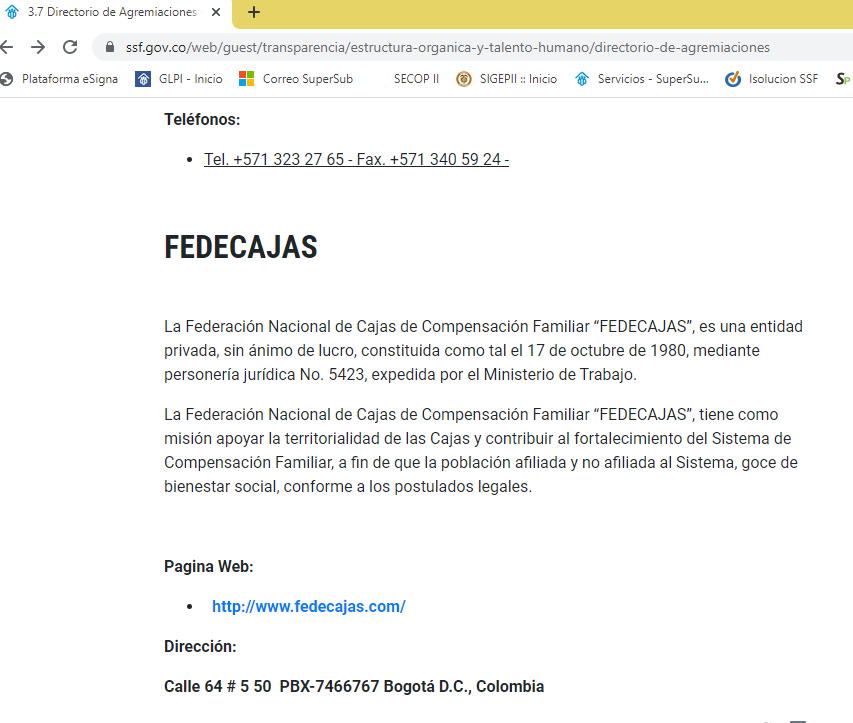 3.7 Directorio de Agremiaciones
ssf.gov.co/web/guest/transparencia/estructura-organica-y-talento-humano/directorio-de-agremiaciones
Plataforma eSigna GLPI - Inicio Correo SuperSub SECOP II SIGEPII :: Inicio Servicios - SuperSu... Isolucion SSF
Teléfonos:
• Tel. +571 323 27 65 - Fax. +571 340 59 24 -
FEDECAJAS
La Federación Nacional de Cajas de Compensación Familiar “FEDECAJAS”, es una entidad
privada, sin ánimo de lucro, constituida como tal el 17 de octubre de 1980, mediante
personería jurídica No. 5423, expedida por el Ministerio de Trabajo.
La Federación Nacional de Cajas de Compensación Familiar “FEDECAJAS”, tiene como
misión apoyar la territorialidad de las Cajas y contribuir al fortalecimiento del Sistema de
Compensación Familiar, a fin de que la población afiliada y no afiliada al Sistema, goce de
bienestar social, conforme a los postulados legales.
Pagina Web:
• http://www.fedecajas.com/
Dirección:
Calle 64 # 5 50 PBX-7466767 Bogotá D.C., Colombia